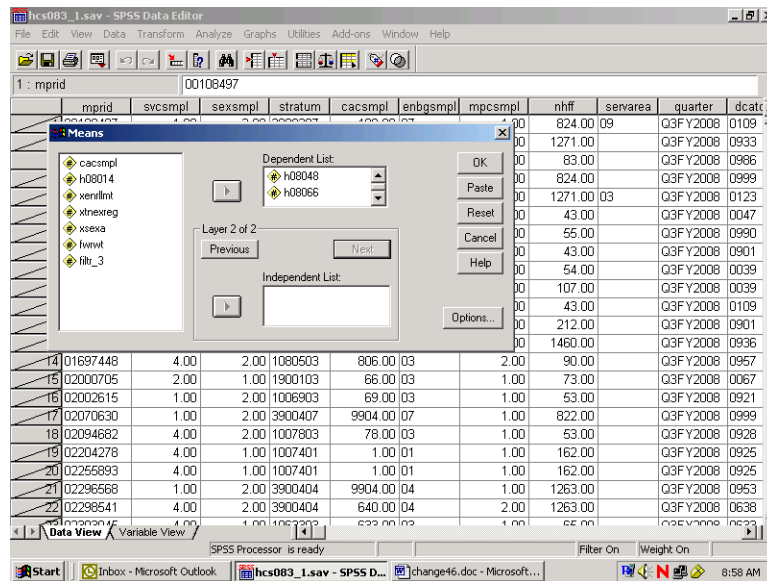 hcs083_1.sav - SPSS Data Editor
File Edit View Data Transform Analyze Graphs Utilities Add-ons Window Help
1 : mprid 00108497
mprid svcsmpl sexsmpl stratum cacsmpl enbgsmpl mpcsmpl nhff servarea quarter dcatc
824.00 09 Q3FY2008 0109
Means
1271.00 Q3FY2008 0933
cacsmpl
h08014
xenrllmt
xtnexreg
xsexa
fwrwt
filtr_3
Dependent List:
h08048
h08066
Layer 2 of 2
Previous Next
Independent List:
OK
Paste
Reset
Cancel
Help
Options...
83.00 Q3FY2008 0986
824.00 Q3FY2008 0999
1271.00 03 Q3FY2008 0123
43.00 Q3FY2008 0047
55.00 Q3FY2008 0990
43.00 Q3FY2008 0901
54.00 Q3FY2008 0039
107.00 Q3FY2008 0039
43.00 Q3FY2008 0109
212.00 Q3FY2008 0901
1460.00 Q3FY2008 0936
14 01697448 4.00 2.00 1080503 806.00 03 2.00 90.00 Q3FY2008 0957
15 02000705 2.00 1.00 1900103 66.00 03 1.00 73.00 Q3FY2008 0067
16 02002615 1.00 2.00 1006903 69.00 03 1.00 53.00 Q3FY2008 0921
17 02070630 1.00 2.00 3900407 9904.00 07 1.00 822.00 Q3FY2008 0999
18 02094682 4.00 2.00 1007803 78.00 03 1.00 53.00 Q3FY2008 0928
19 02204278 4.00 1.00 1007401 1.00 01 1.00 162.00 Q3FY2008 0925
20 02255893 4.00 1.00 1007401 1.00 01 1.00 162.00 Q3FY2008 0925
21 02296568 1.00 2.00 3900404 9904.00 04 1.00 1263.00 Q3FY2008 0953
22 02298541 4.00 2.00 3900404 640.00 04 2.00 1263.00 Q3FY2008 0638
Data View Variable View
SPSS Processor is ready Filter On Weight On
Start Inbox - Microsoft Outlook hcs083_1.sav - SPSS D... change46.doc - Microsoft... 8:58 AM